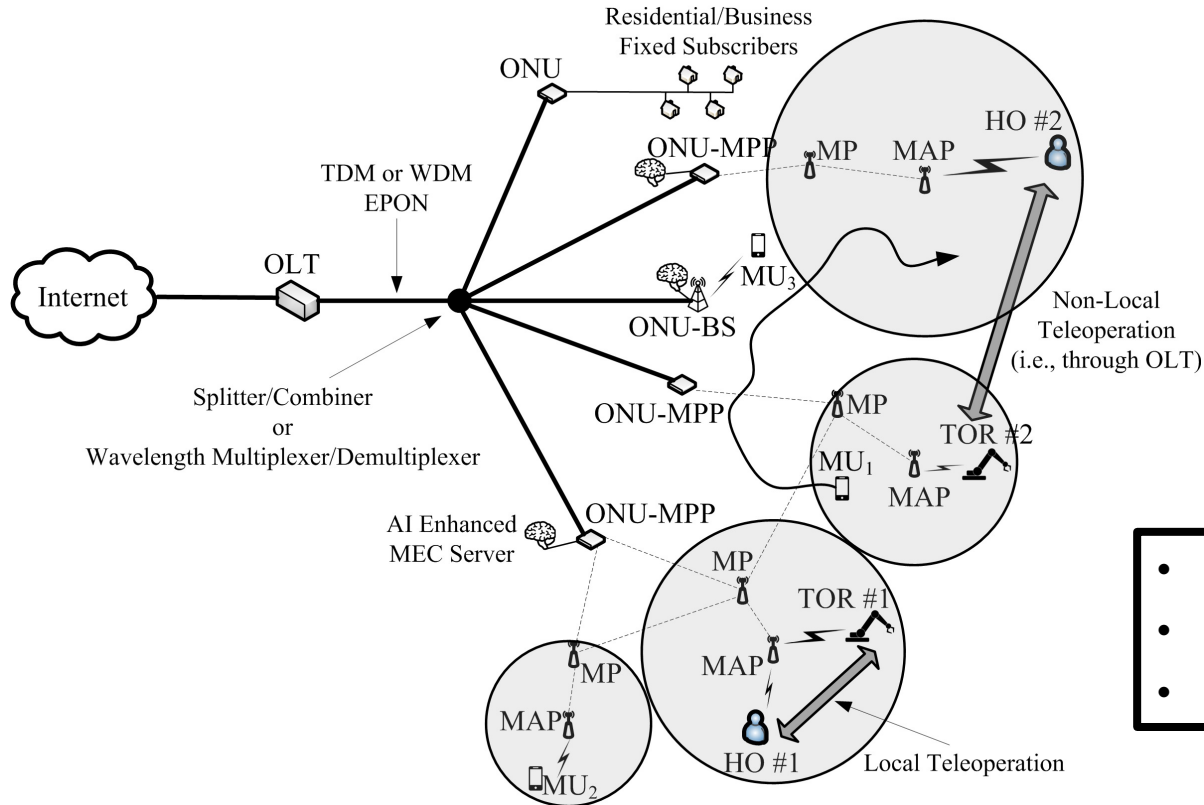 Residential/Business
Fixed Subscribers
ONU
HO #2
ONU-MPP
MP
MAP
TDM or WDM
EPON
OLT
MU3
Internet
ONU-BS
Non-Local
Teleoperation
(i.e., through OLT)
Splitter/Combiner
or
Wavelength Multiplexer/Demultiplexer
ONU-MPP
MP
TOR #2
MU1
MAP
AI Enhanced
MEC Server
ONU-MPP
MP
TOR #1
MAP
MP
MAP
HO #1
Local Teleoperation
MU2